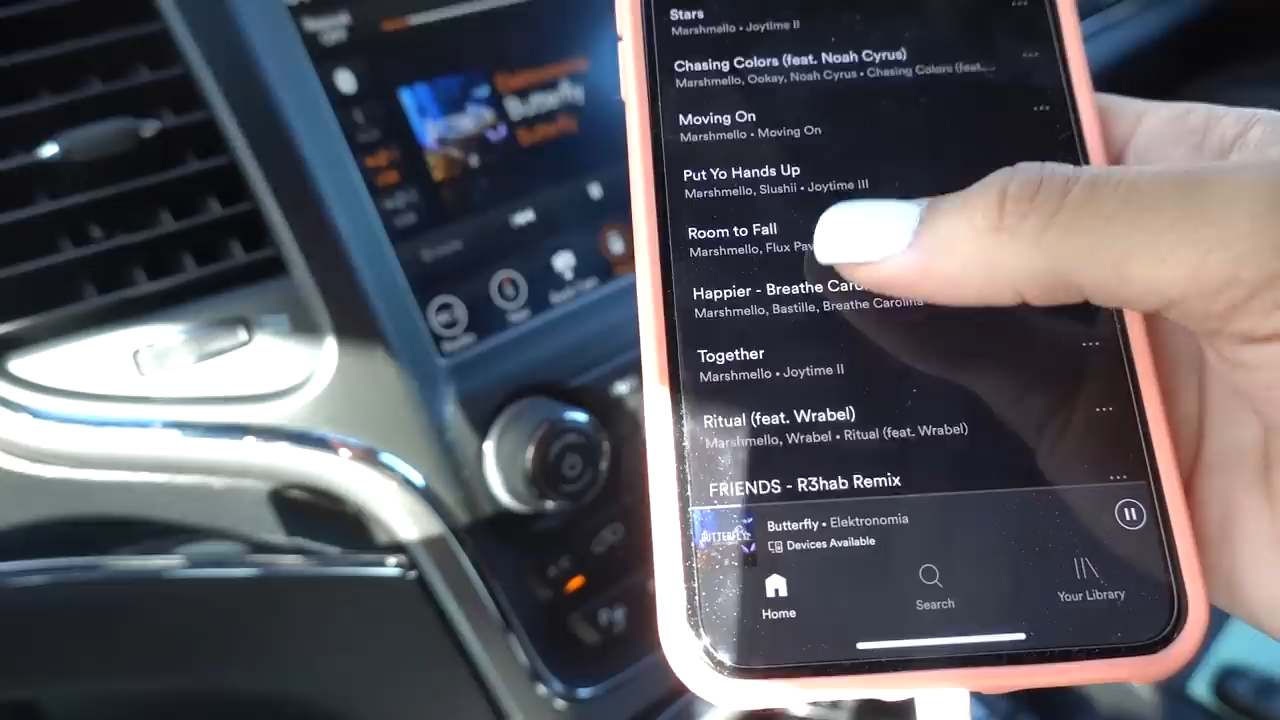 Butterfly
Butterfly
Stars
Marshmello • Joytime II
Chasing Colors (feat. Noah Cyrus)
Marshmello, Ookay, Noah Cyrus • Chasing Colors (feat....
Moving On
Marshmello • Moving On
Put Yo Hands Up
Marshmello, Slushii • Joytime III
Room to Fall
Marshmello, Flux Pav
Happier - Breathe Caro
Marshmello, Bastille, Breathe Carolina
Together
Marshmello • Joytime II
Ritual (feat. Wrabel)
Marshmello, Wrabel • Ritual (feat. Wrabel)
FRIENDS - R3hab Remix
BUTTERFLY
Butterfly • Elektronomia
Devices Available
Home
Search
Your Library